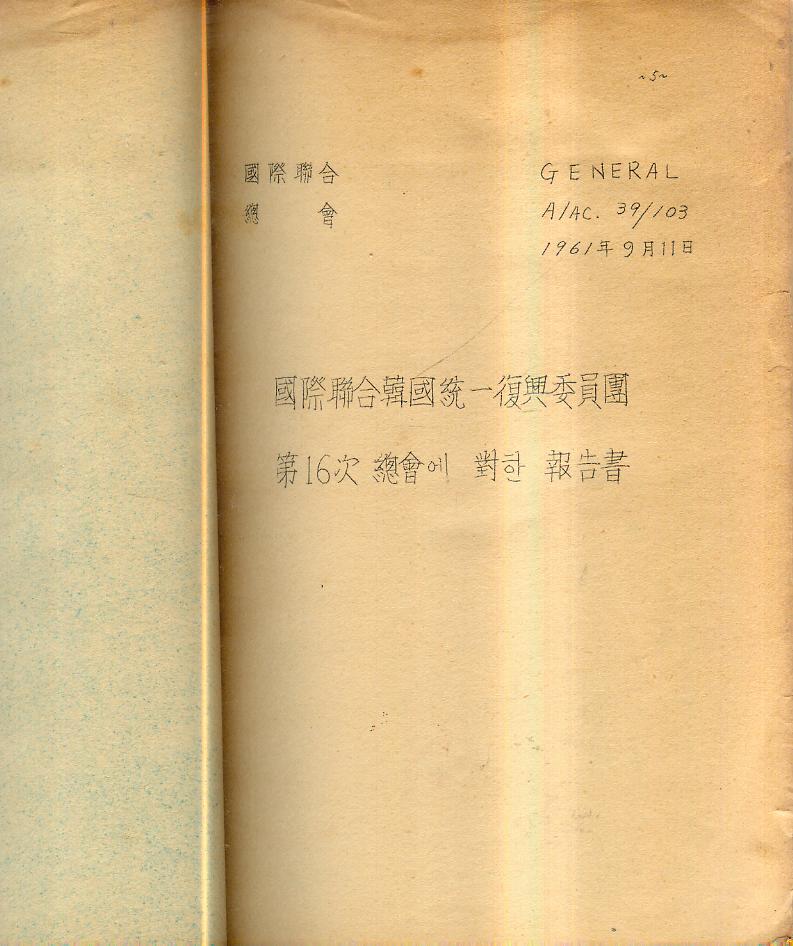 ~5~
國際聯合
總會
GENERAL
A/AC. 39/103
1961年 9月11日
國際聯合韓國統一復興委員團
第16次 總會에 對한 報告書